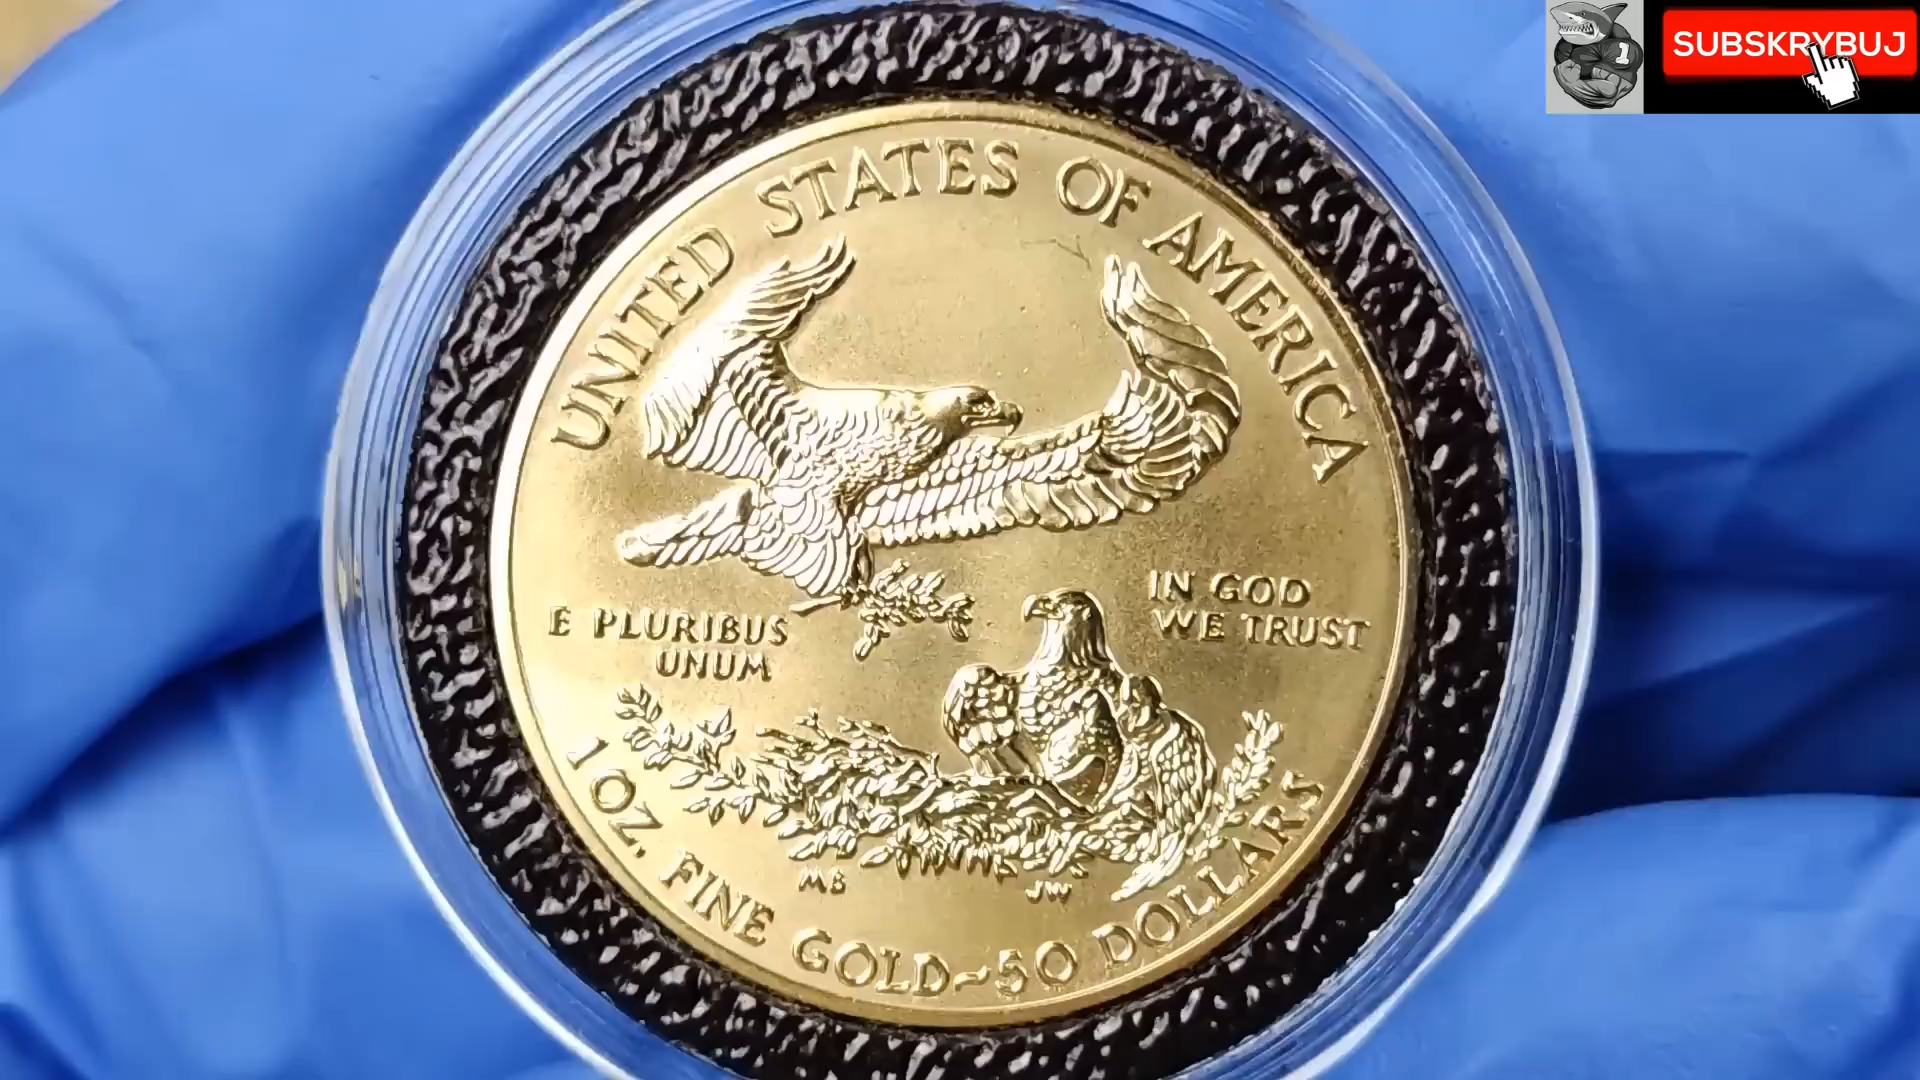 SUBSKRYBUJ
1
UNITED STATES OF AMERICA
IN GOD
WE TRUST
E PLURIBUS
UNUM
MB
JW
1 OZ. FINE GOLD~50 DOLLARS